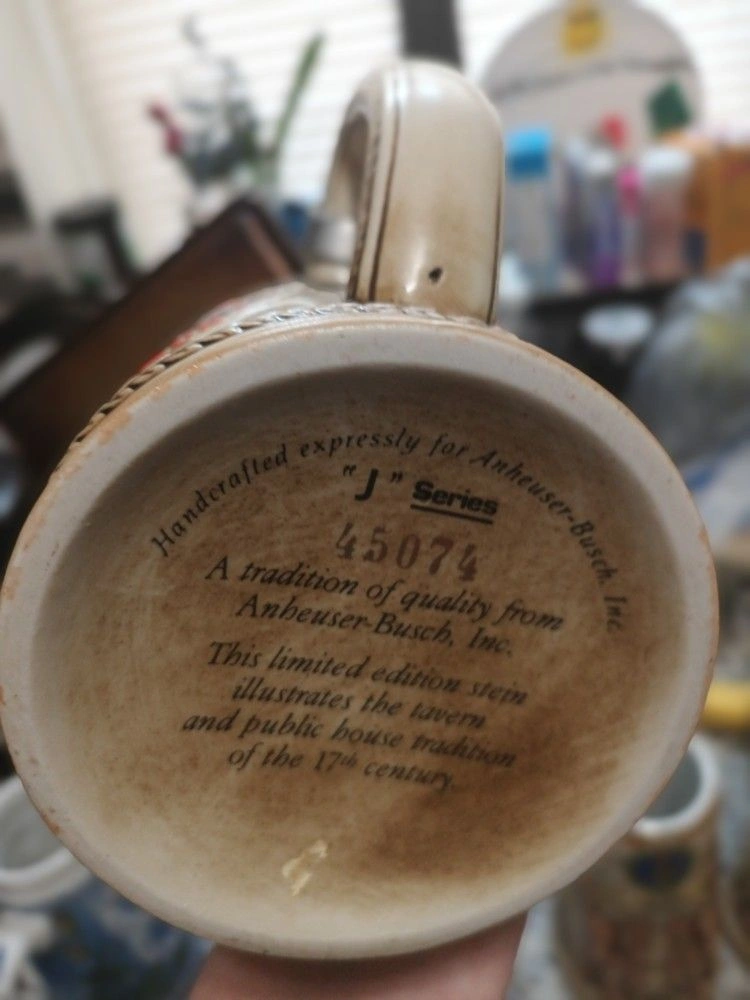 Handcrafted expressly for Anheuser-Busch, Inc.
"J" Series
45074
A tradition of quality from
Anheuser-Busch, Inc.
This limited edition stein
illustrates the tavern
and public house tradition
of the 17th century.